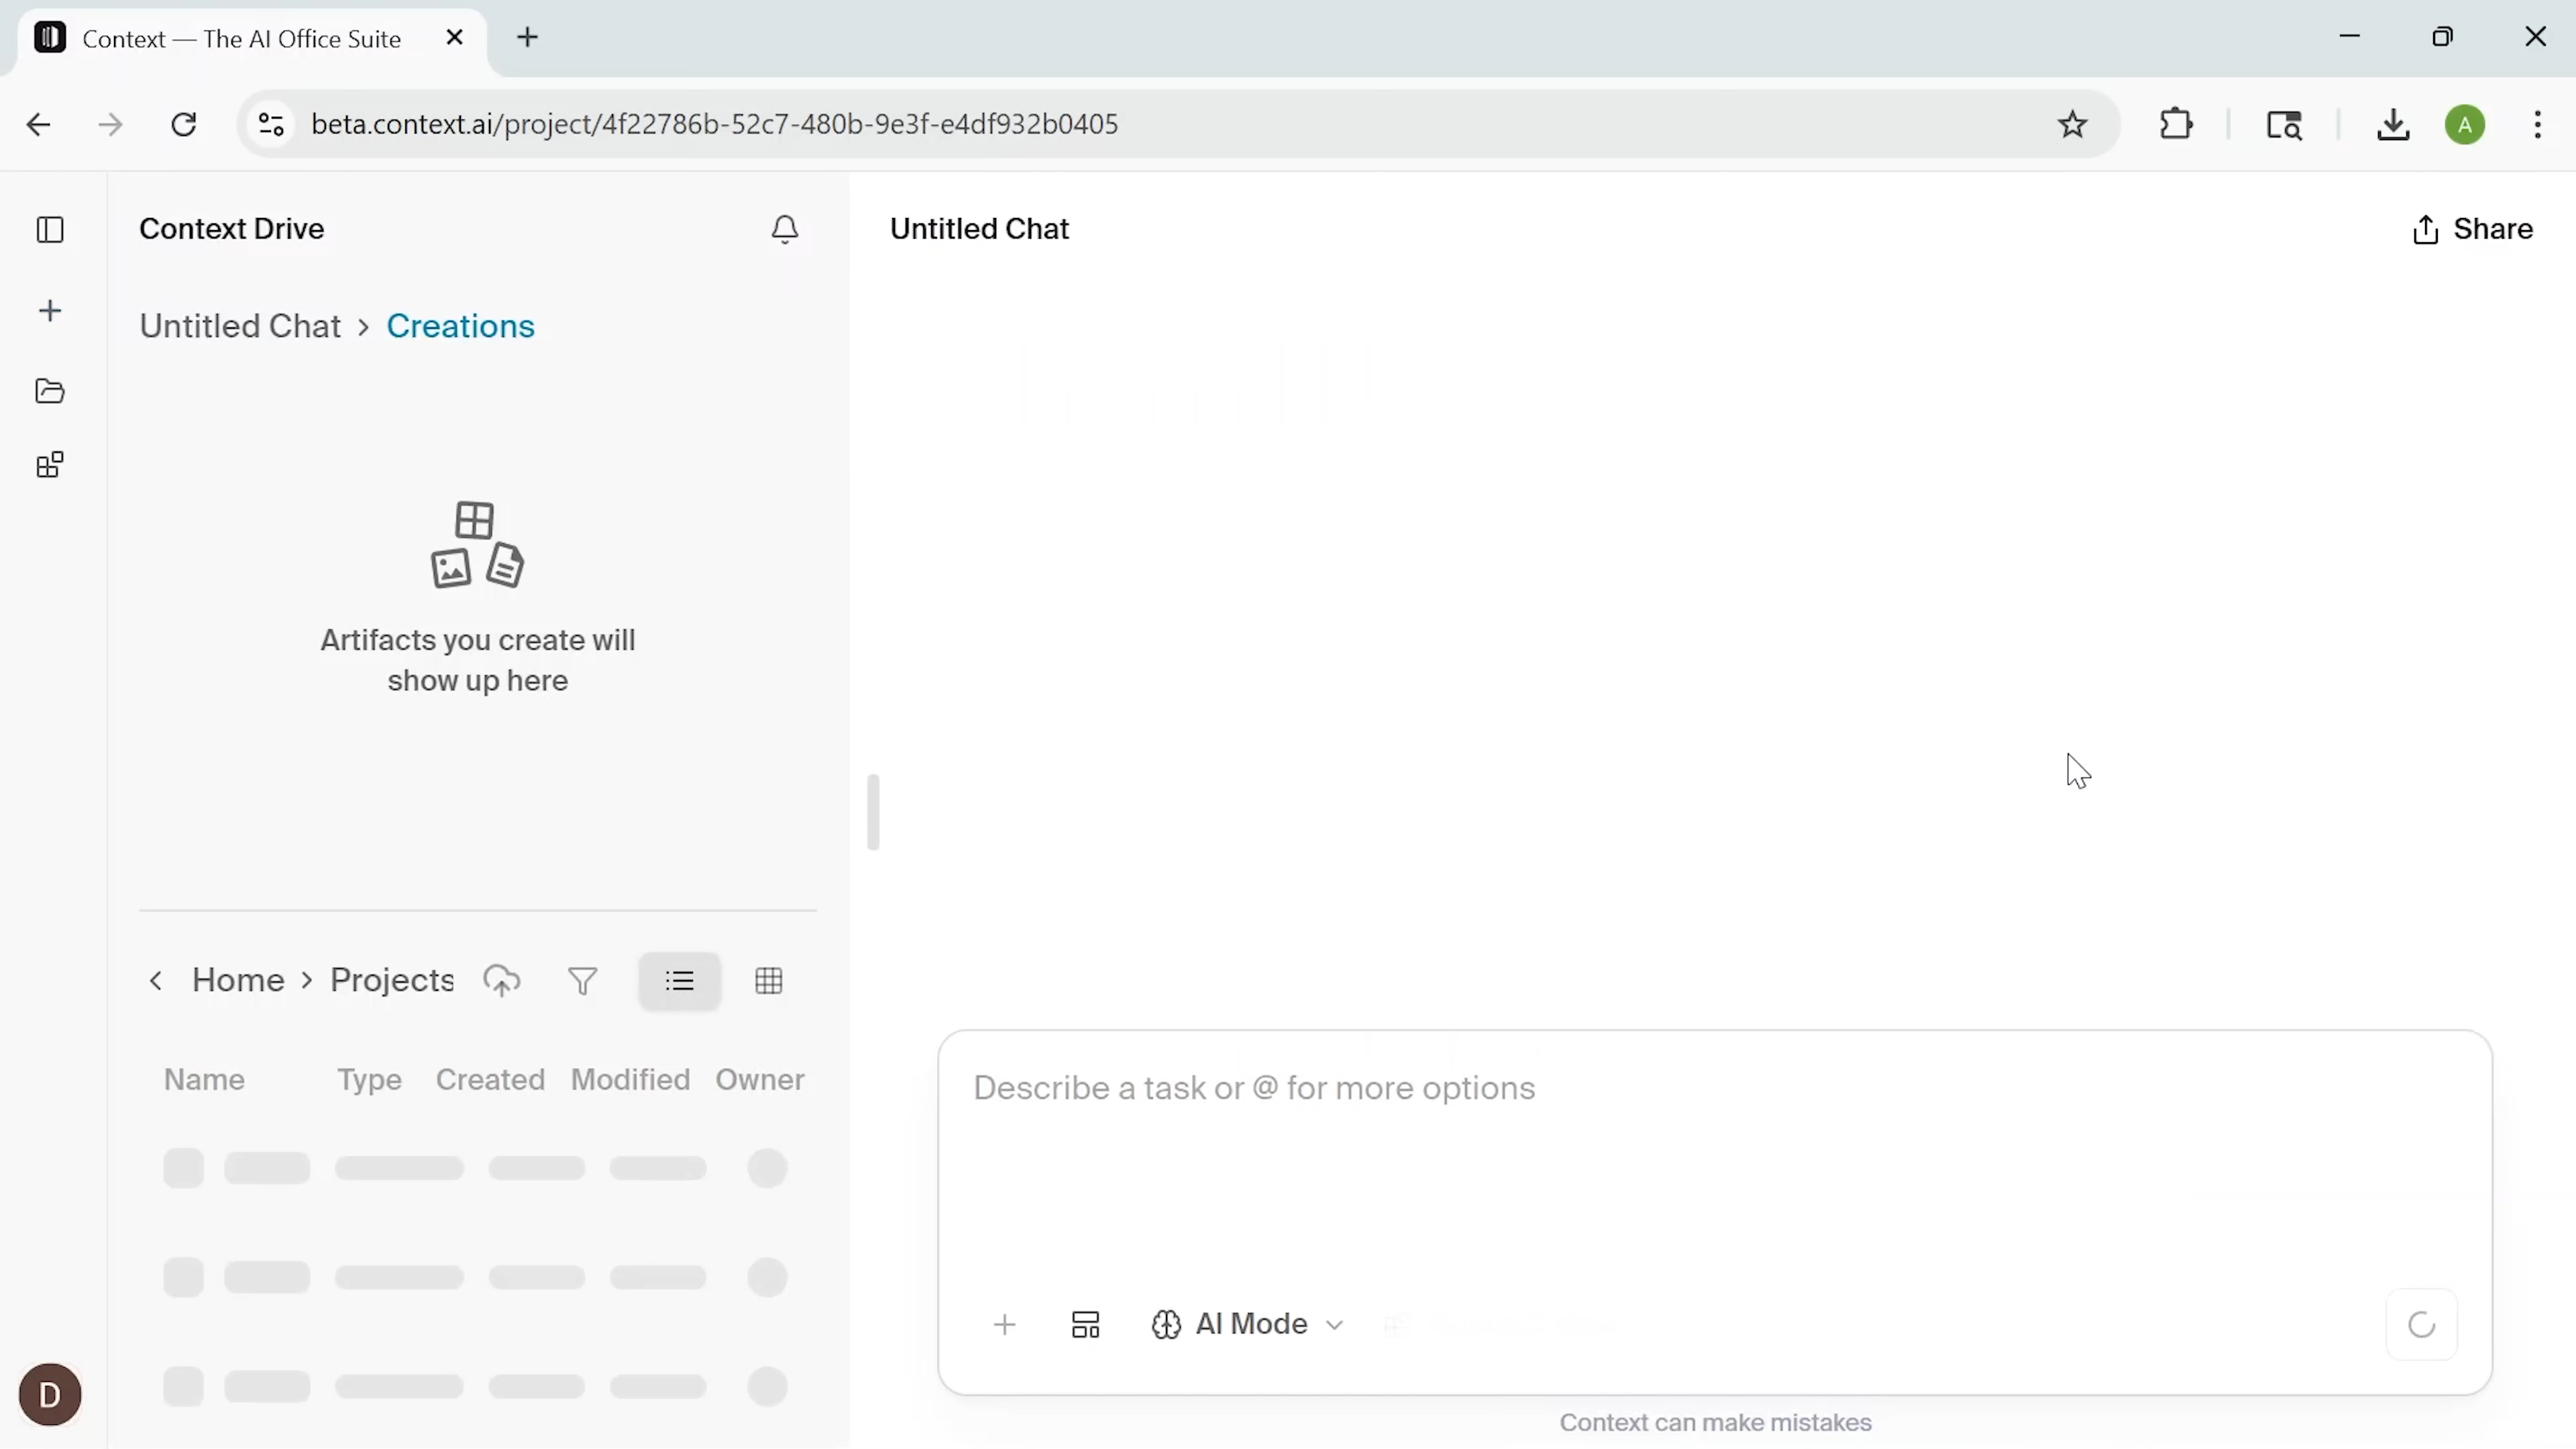 Context — The AI Office Suite
beta.context.ai/project/4f22786b-52c7-480b-9e3f-e4df932b0405
A
Context Drive
Untitled Chat
Share
Untitled Chat > Creations
Artifacts you create will
show up here
Home > Projects
Name Type Created Modified Owner
Describe a task or @ for more options
AI Mode
D
Context can make mistakes